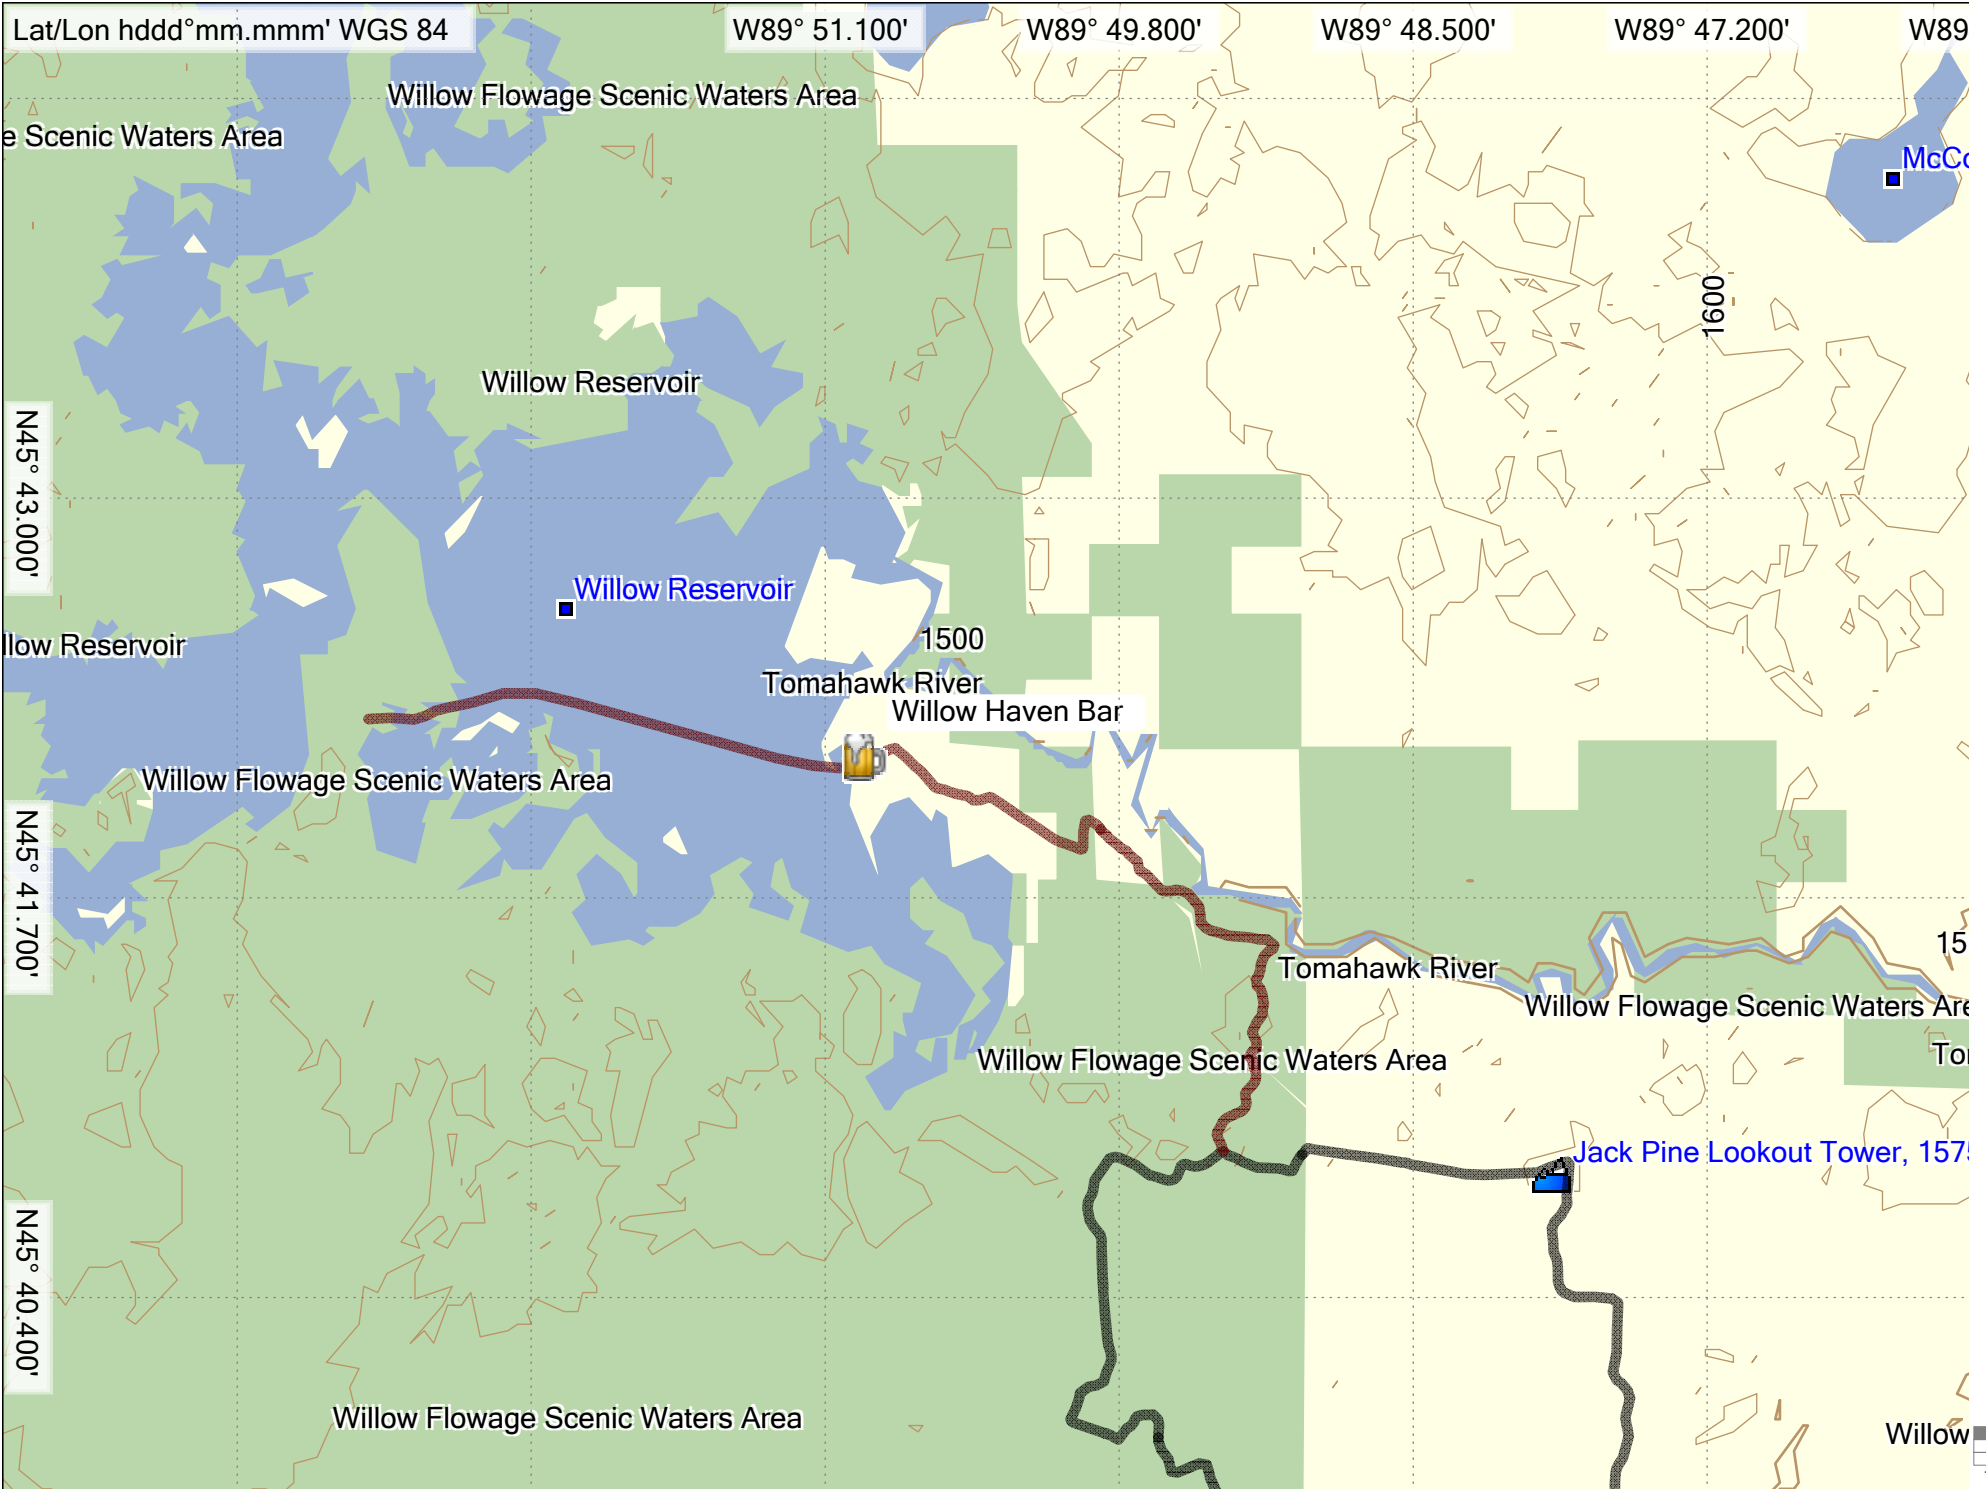 Lat/Lon hddd°mm.mmm' WGS 84
W89° 51.100'
W89° 49.800'
W89° 48.500'
W89° 47.200'
W89
Willow Flowage Scenic Waters Area
e Scenic Waters Area
McCo
1600
Willow Reservoir
N45° 43.000'
Willow Reservoir
llow Reservoir
1500
Tomahawk River
Willow Haven Bar
Willow Flowage Scenic Waters Area
N45° 41.700'
15
Tomahawk River
Willow Flowage Scenic Waters Are
Willow Flowage Scenic Waters Area
To
Jack Pine Lookout Tower, 1575
N45° 40.400'
Willow Flowage Scenic Waters Area
Willow